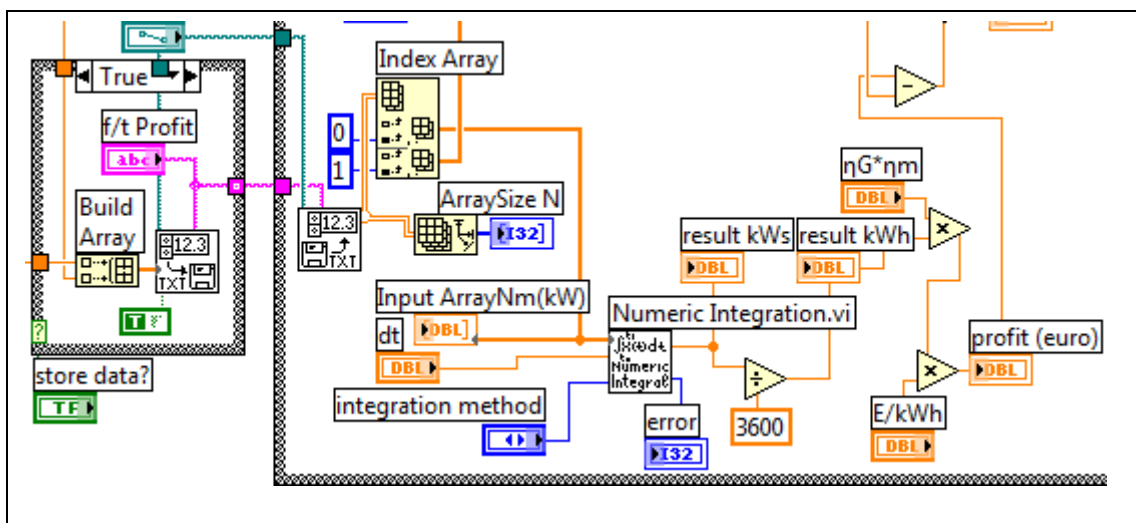 True
Index Array
f/t Profit
abc
0
1
Build
Array
12.3
TXT
12.3
TXT
T
?
store data?
TF
ArraySize N
I32]
ηG*ηm
DBL
result kWs
result kWh
DBL
DBL
Input ArrayNm(kW)
DBL]
dt
DBL
Numeric Integration.vi
∫x(t)dt
Numeric
Integral
integration method
error
I32
3600
profit (euro)
DBL
E/kWh
DBL